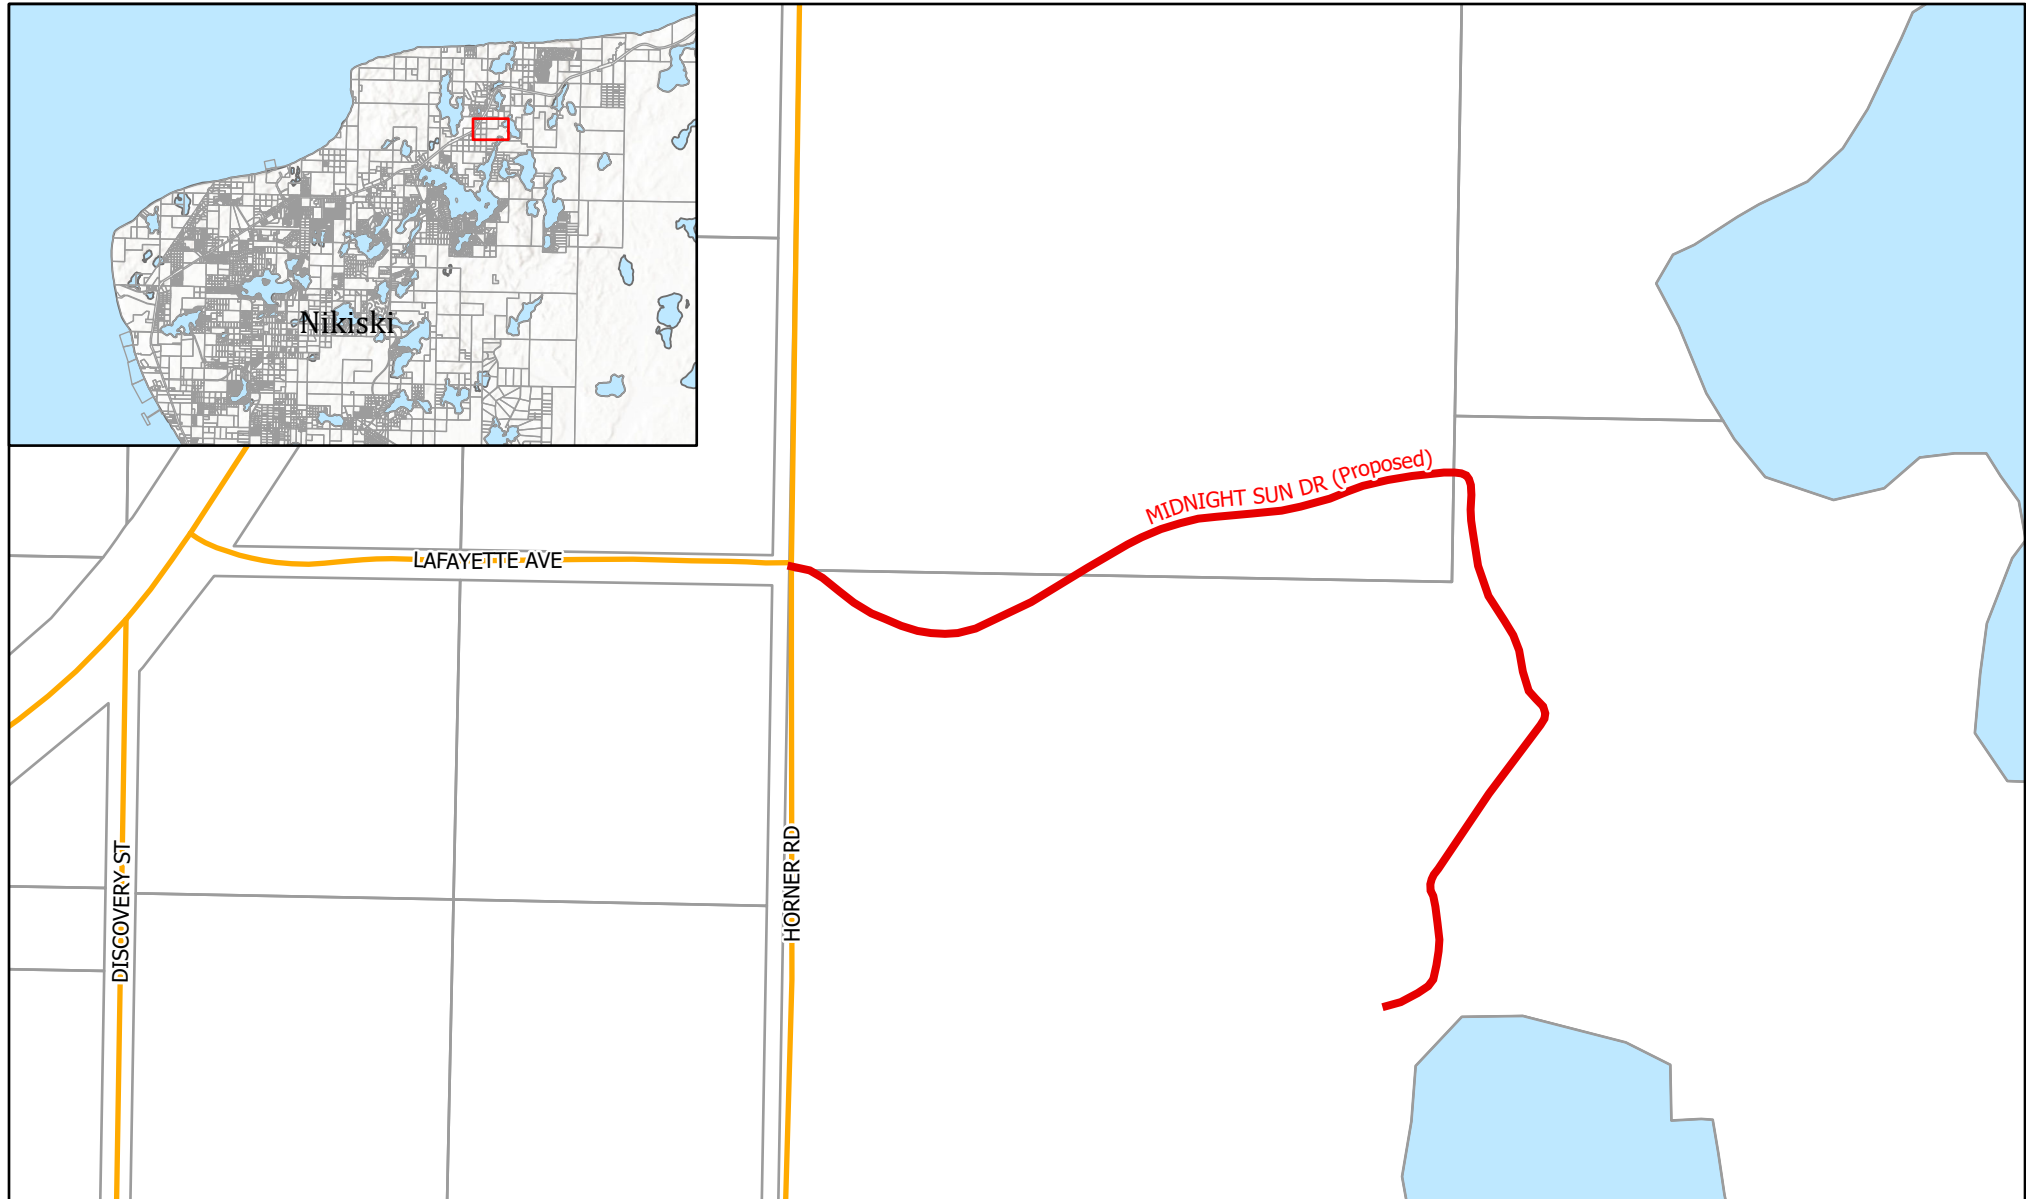 Nikiski
MIDNIGHT SUN DR (Proposed)
LAFAYETTE AVE
HORNER RD
DISCOVERY ST